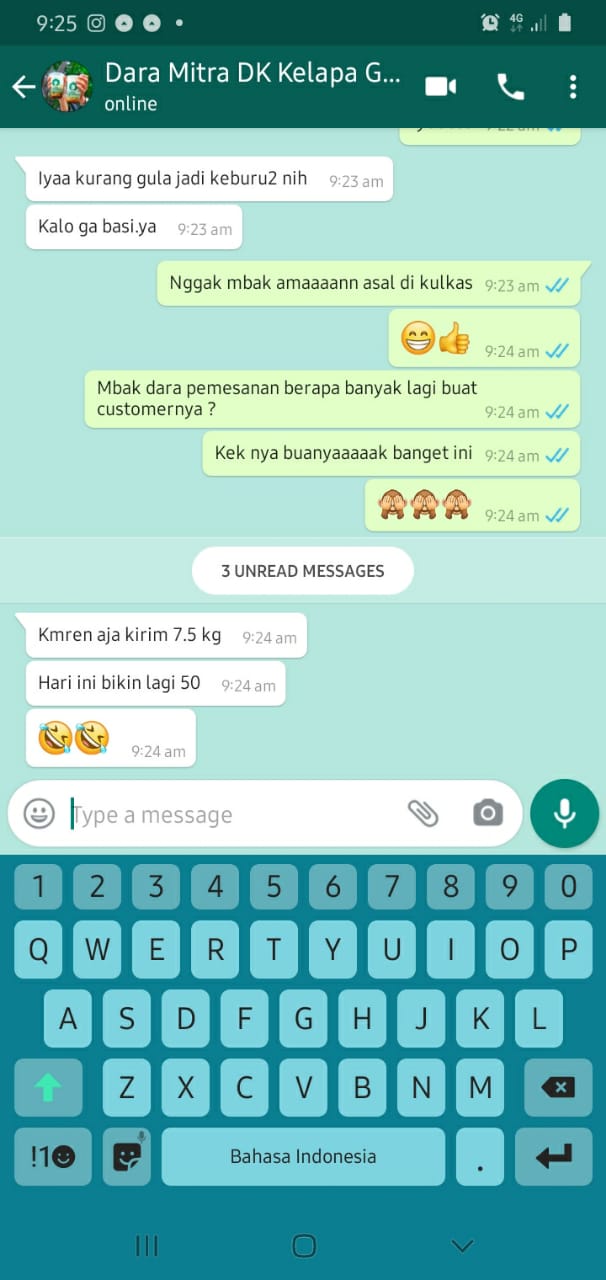 9:25
4G
Dara Mitra DK Kelapa G...
online
Iyaa kurang gula jadi keburu2 nih 9:23 am
Kalo ga basi.ya 9:23 am
Nggak mbak amaaaann asal di kulkas 9:23 am
😁👍 9:24 am
Mbak dara pemesanan berapa banyak lagi buat
customernya ? 9:24 am
Kek nya buanyaaaaak banget ini 9:24 am
🙈🙈🙈 9:24 am
3 UNREAD MESSAGES
Kmren aja kirim 7.5 kg 9:24 am
Hari ini bikin lagi 50 9:24 am
🤣🤣 9:24 am
Type a message
1 2 3 4 5 6 7 8 9 0
Q W E R T Y U I O P
A S D F G H J K L
Z X C V B N M
!1☻ Bahasa Indonesia .